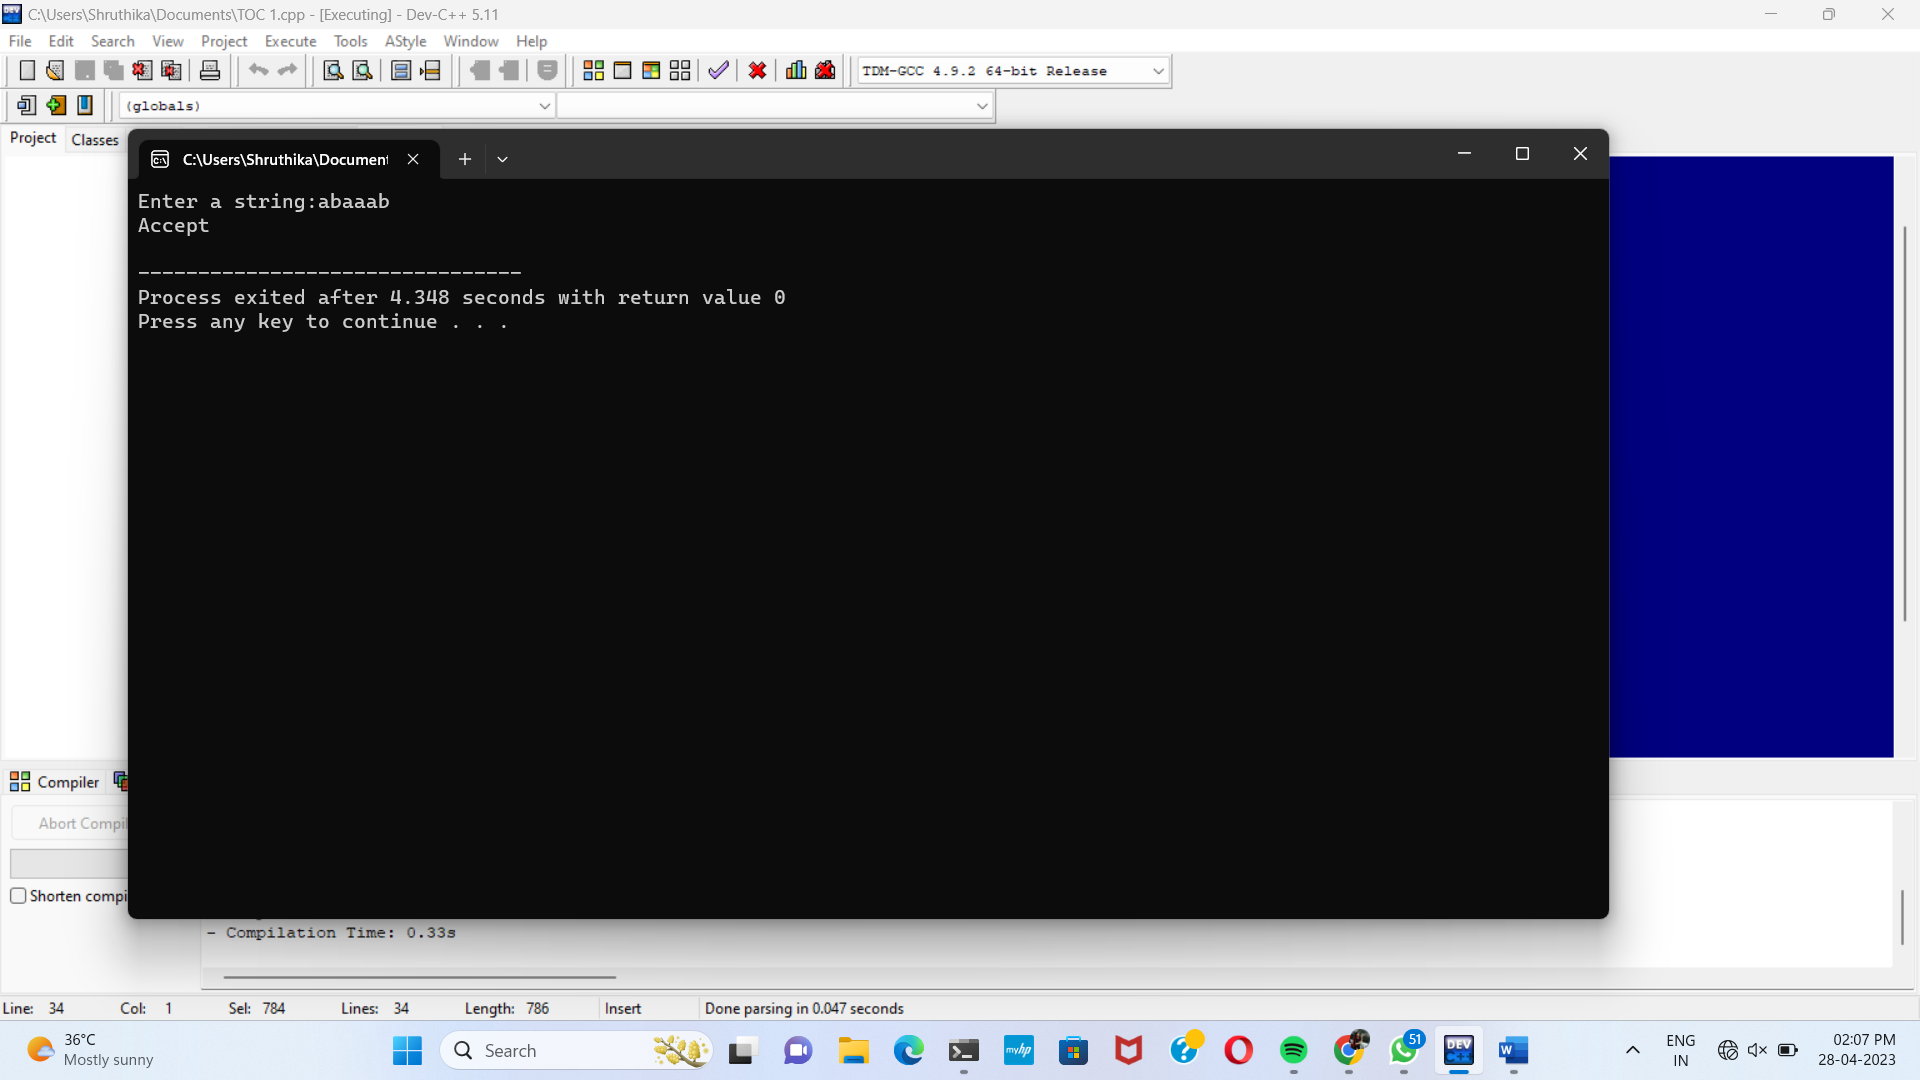 C:\Users\Shruthika\Documents\TOC 1.cpp - [Executing] - Dev-C++ 5.11
File Edit Search View Project Execute Tools AStyle Window Help
TDM-GCC 4.9.2 64-bit Release
(globals)
Project Classes
C:\Users\Shruthika\Document
Enter a string:abaaab
Accept
--------------------------------
Process exited after 4.348 seconds with return value 0
Press any key to continue . . .
Compiler
Abort Compil
Shorten compi
- Compilation Time: 0.33s
Line: 34 Col: 1 Sel: 784 Lines: 34 Length: 786 Insert Done parsing in 0.047 seconds
36°C
Mostly sunny
Search
myhp
51
DEV
C++
W
ENG
IN
02:07 PM
28-04-2023